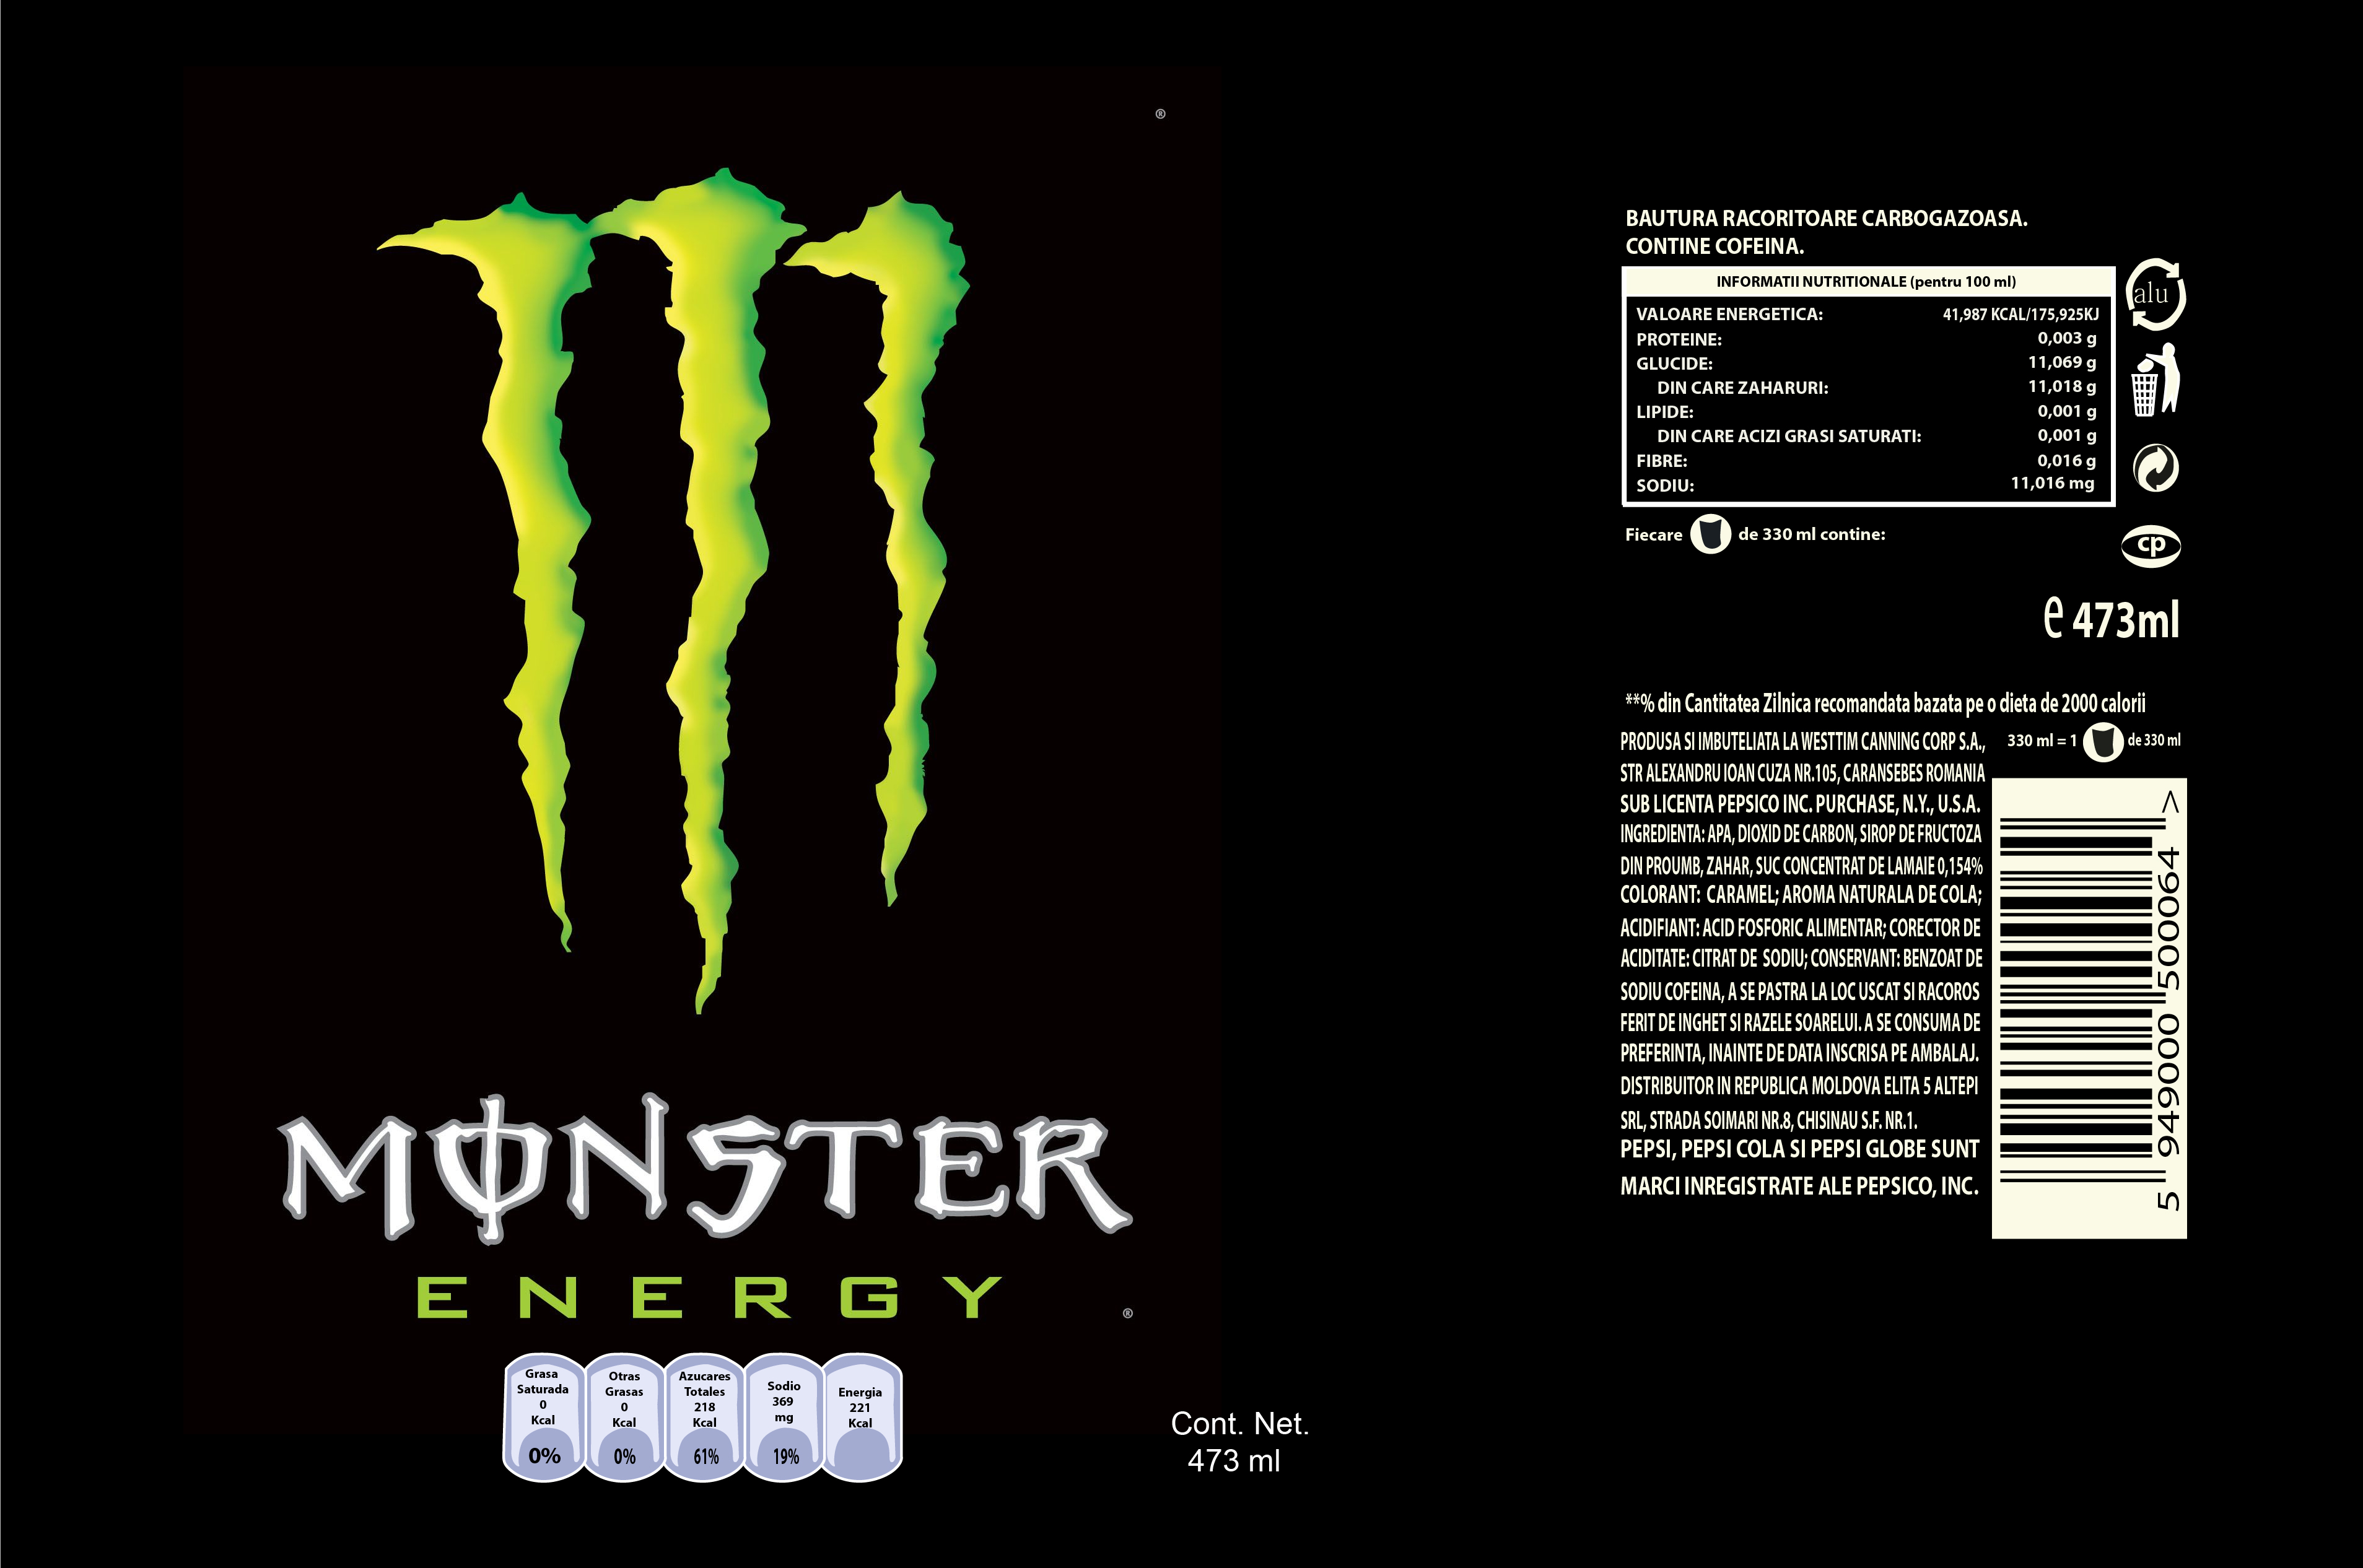 ®
MONSTER
ENERGY
®
Grasa
Saturada
0
Kcal
0%
Otras
Grasas
0
Kcal
0%
Azucares
Totales
218
Kcal
61%
Sodio
369
mg
19%
Energia
221
Kcal
Cont. Net.
473 ml
BAUTURA RACORITOARE CARBOGAZOASA.
CONTINE COFEINA.
INFORMATII NUTRITIONALE (pentru 100 ml)
VALOARE ENERGETICA: 41,987 KCAL/175,925KJ
PROTEINE: 0,003 g
GLUCIDE: 11,069 g
DIN CARE ZAHARURI: 11,018 g
LIPIDE: 0,001 g
DIN CARE ACIZI GRASI SATURATI: 0,001 g
FIBRE: 0,016 g
SODIU: 11,016 mg
alu
Fiecare de 330 ml contine:
cp
e 473ml
**% din Cantitatea Zilnica recomandata bazata pe o dieta de 2000 calorii
330 ml = 1 de 330 ml
PRODUSA SI IMBUTELIATA LA WESTTIM CANNING CORP S.A.,
STR ALEXANDRU IOAN CUZA NR.105, CARANSEBES ROMANIA
SUB LICENTA PEPSICO INC. PURCHASE, N.Y., U.S.A.
INGREDIENTA: APA, DIOXID DE CARBON, SIROP DE FRUCTOZA
DIN PROUMB, ZAHAR, SUC CONCENTRAT DE LAMAIE 0,154%
COLORANT: CARAMEL; AROMA NATURALA DE COLA;
ACIDIFIANT: ACID FOSFORIC ALIMENTAR; CORECTOR DE
ACIDITATE: CITRAT DE SODIU; CONSERVANT: BENZOAT DE
SODIU COFEINA, A SE PASTRA LA LOC USCAT SI RACOROS
FERIT DE INGHET SI RAZELE SOARELUI. A SE CONSUMA DE
PREFERINTA, INAINTE DE DATA INSCRISA PE AMBALAJ.
DISTRIBUITOR IN REPUBLICA MOLDOVA ELITA 5 ALTEPI
SRL, STRADA SOIMARI NR.8, CHISINAU S.F. NR.1.
PEPSI, PEPSI COLA SI PEPSI GLOBE SUNT
MARCI INREGISTRATE ALE PEPSICO, INC.
5 949000 500064 >